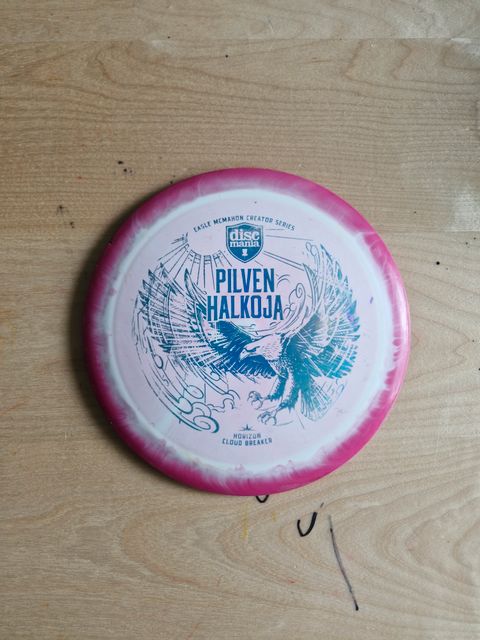 EAGLE MCMAHON CREATOR SERIES
disc
mania
PILVEN
HALKOJA
HORIZON
CLOUD BREAKER